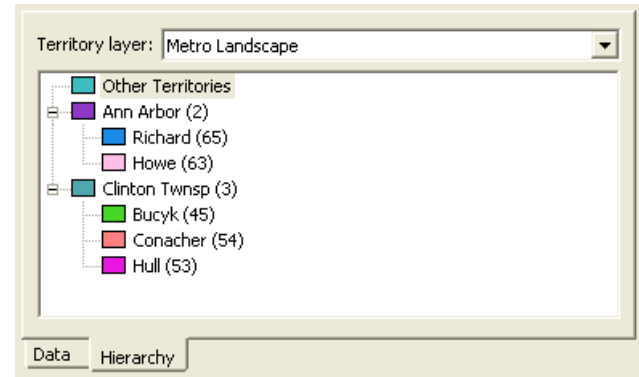 Territory layer: Metro Landscape
Other Territories
Ann Arbor (2)
Richard (65)
Howe (63)
Clinton Twnsp (3)
Bucyk (45)
Conacher (54)
Hull (53)
Data Hierarchy